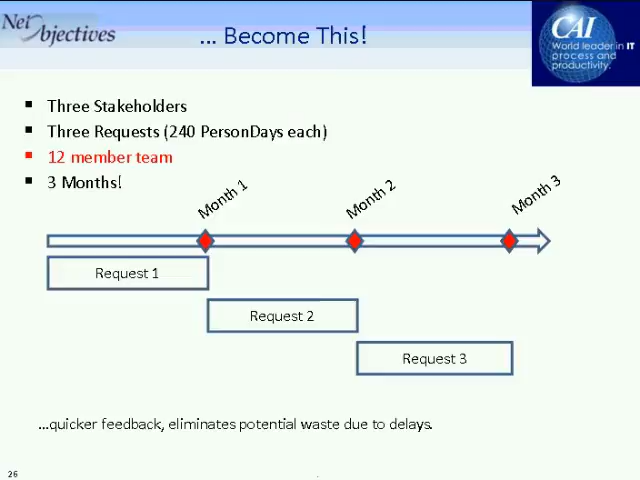 Net Objectives
... Become This!
CAI
World leader in IT
process and
productivity.
Three Stakeholders
Three Requests (240 PersonDays each)
12 member team
3 Months!
Month 1
Month 2
Month 3
Request 1
Request 2
Request 3
...quicker feedback, eliminates potential waste due to delays.
26